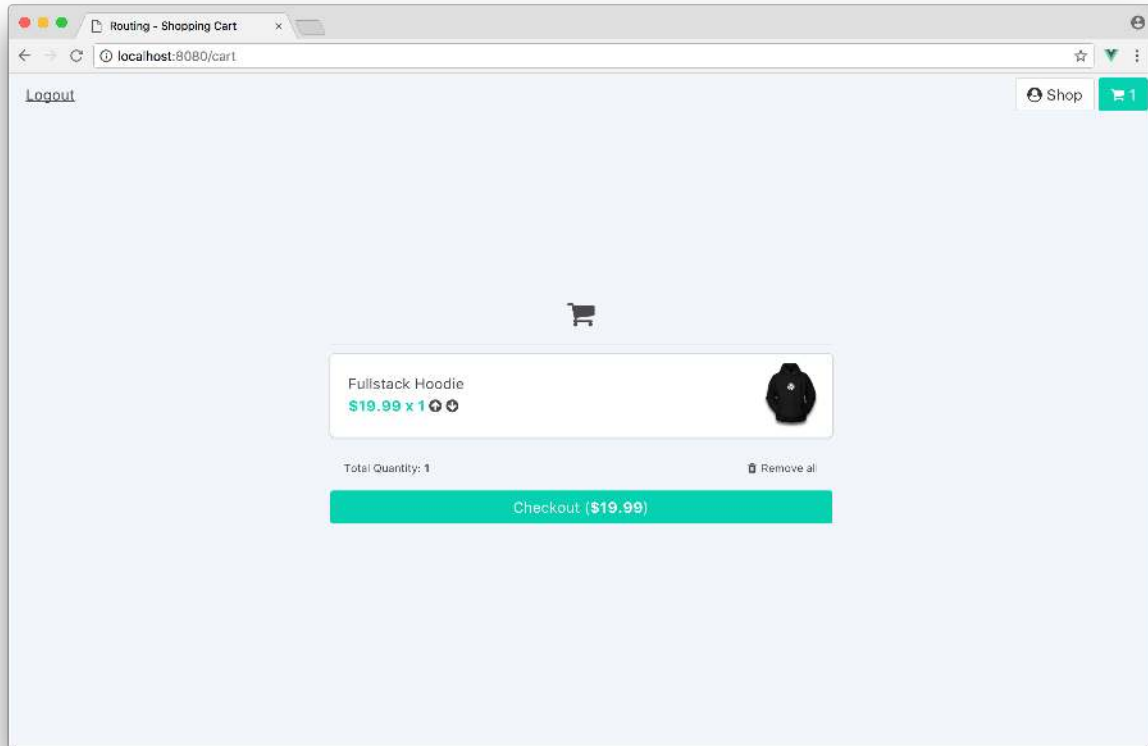 Routing - Shopping Cart
localhost:8080/cart
Logout
Shop
1
Fullstack Hoodie
$19.99 x 1
Total Quantity: 1
Remove all
Checkout ($19.99)